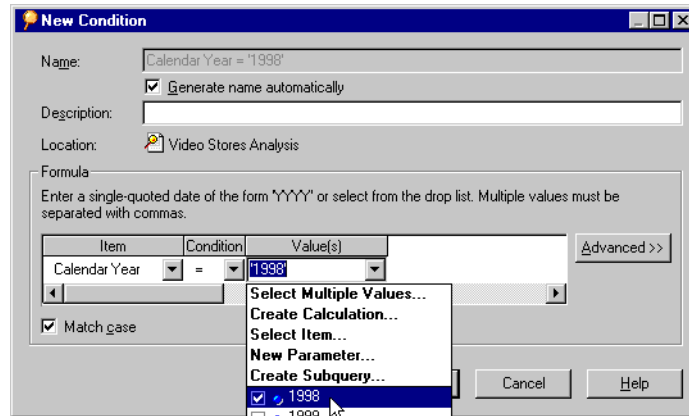 New Condition
Name: Calendar Year = '1998'
Generate name automatically
Description:
Location: Video Stores Analysis
Formula
Enter a single-quoted date of the form 'YYYY' or select from the drop list. Multiple values must be
separated with commas.
Item Condition Value(s)
Advanced >>
Calendar Year = '1998'
Select Multiple Values...
Match case
Create Calculation...
Select Item...
New Parameter...
Create Subquery...
1998
Cancel Help
1999